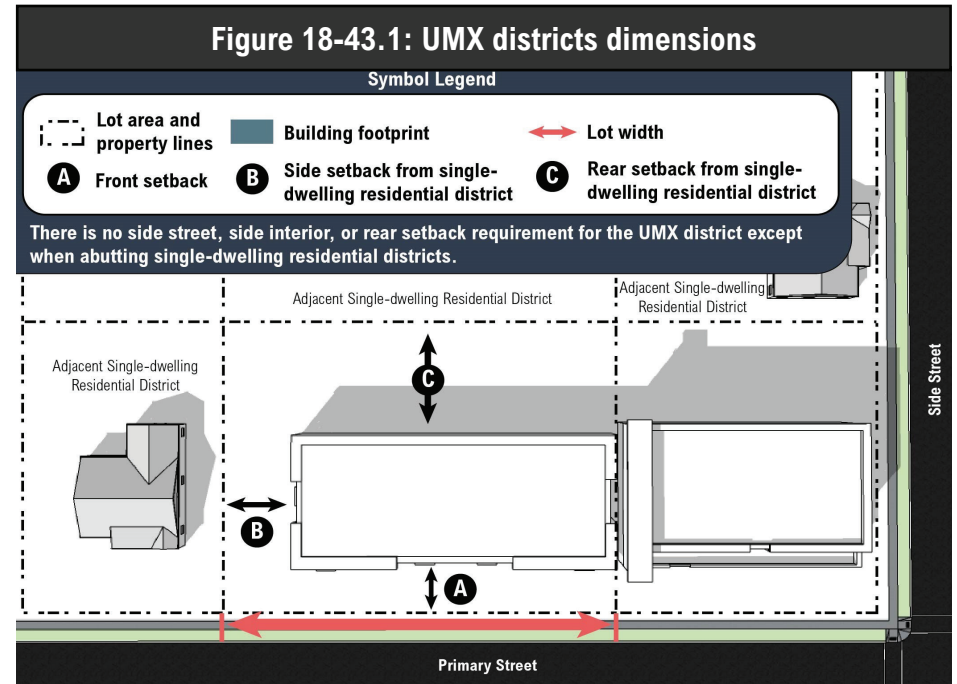 Figure 18-43.1: UMX districts dimensions
Symbol Legend
Lot area and
property lines
Building footprint
Lot width
A
Front setback
B
Side setback from single-
dwelling residential district
C
Rear setback from single-
dwelling residential district
There is no side street, side interior, or rear setback requirement for the UMX district except
when abutting single-dwelling residential districts.
Adjacent Single-dwelling Residential District
Adjacent Single-dwelling
Residential District
Adjacent Single-dwelling
Residential District
C
B
A
Side Street
Primary Street